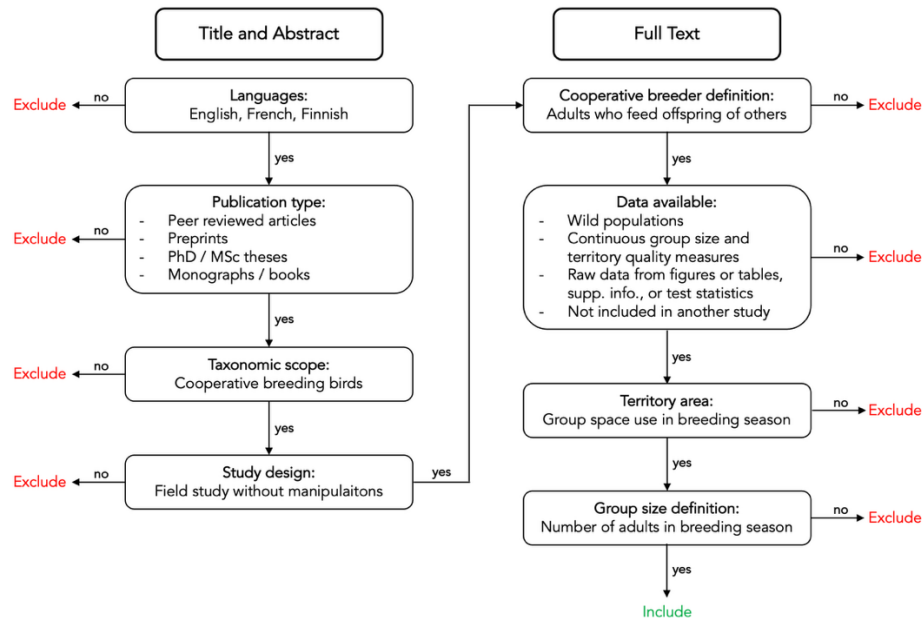 Title and Abstract
Exclude
no
Languages:
English, French, Finnish
yes
Exclude
no
Publication type:
- Peer reviewed articles
- Preprints
- PhD / MSc theses
- Monographs / books
yes
Exclude
no
Taxonomic scope:
Cooperative breeding birds
yes
Exclude
no
Study design:
Field study without manipulaitons
yes
Full Text
Cooperative breeder definition:
Adults who feed offspring of others
no
Exclude
yes
Data available:
- Wild populations
- Continuous group size and
territory quality measures
- Raw data from figures or tables,
supp. info., or test statistics
- Not included in another study
no
Exclude
yes
Territory area:
Group space use in breeding season
no
Exclude
yes
Group size definition:
Number of adults in breeding season
no
Exclude
yes
Include